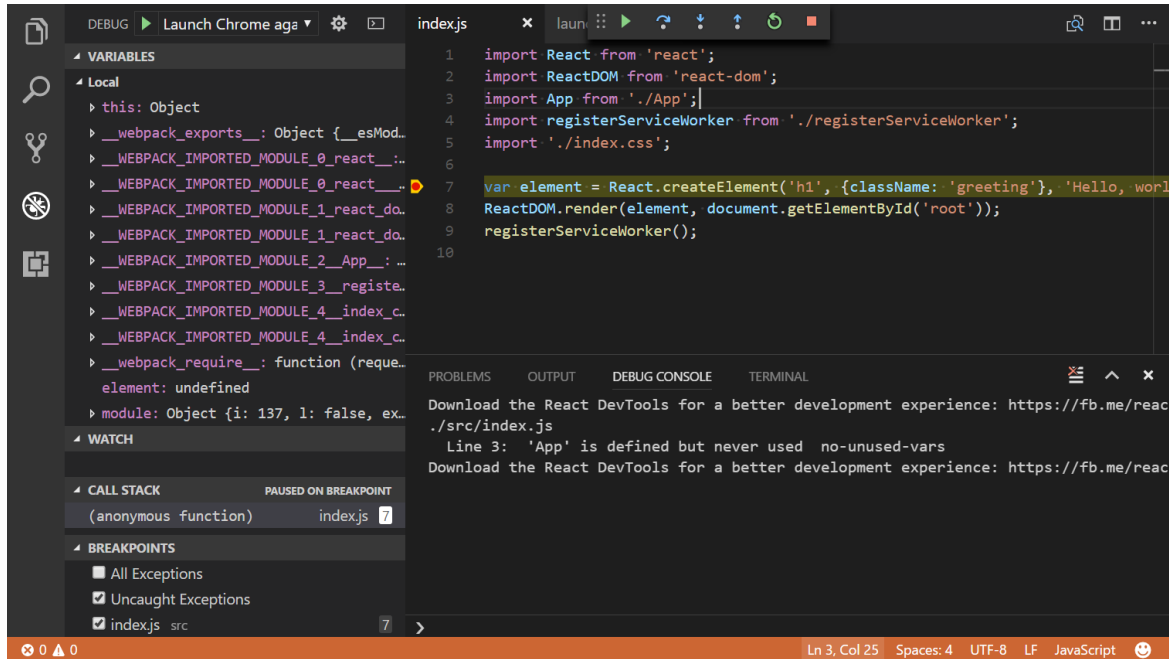 DEBUG Launch Chrome aga
VARIABLES
Local
this: Object
__webpack_exports__: Object {__esMod…
__WEBPACK_IMPORTED_MODULE_0_react__:…
__WEBPACK_IMPORTED_MODULE_0_react___…
__WEBPACK_IMPORTED_MODULE_1_react_do…
__WEBPACK_IMPORTED_MODULE_1_react_do…
__WEBPACK_IMPORTED_MODULE_2__App__: …
__WEBPACK_IMPORTED_MODULE_3__registe…
__WEBPACK_IMPORTED_MODULE_4__index_c…
__WEBPACK_IMPORTED_MODULE_4__index_c…
__webpack_require__: function (reque…
element: undefined
module: Object {i: 137, l: false, ex…
WATCH
CALL STACK PAUSED ON BREAKPOINT
(anonymous function) index.js 7
BREAKPOINTS
All Exceptions
Uncaught Exceptions
index.js src 7
index.js laun
1 import React from 'react';
2 import ReactDOM from 'react-dom';
3 import App from './App';
4 import registerServiceWorker from './registerServiceWorker';
5 import './index.css';
6
7 var element = React.createElement('h1', {className: 'greeting'}, 'Hello, worl
8 ReactDOM.render(element, document.getElementById('root'));
9 registerServiceWorker();
10
PROBLEMS OUTPUT DEBUG CONSOLE TERMINAL
Download the React DevTools for a better development experience: https://fb.me/reac
./src/index.js
Line 3: 'App' is defined but never used no-unused-vars
Download the React DevTools for a better development experience: https://fb.me/reac
0 0 Ln 3, Col 25 Spaces: 4 UTF-8 LF JavaScript